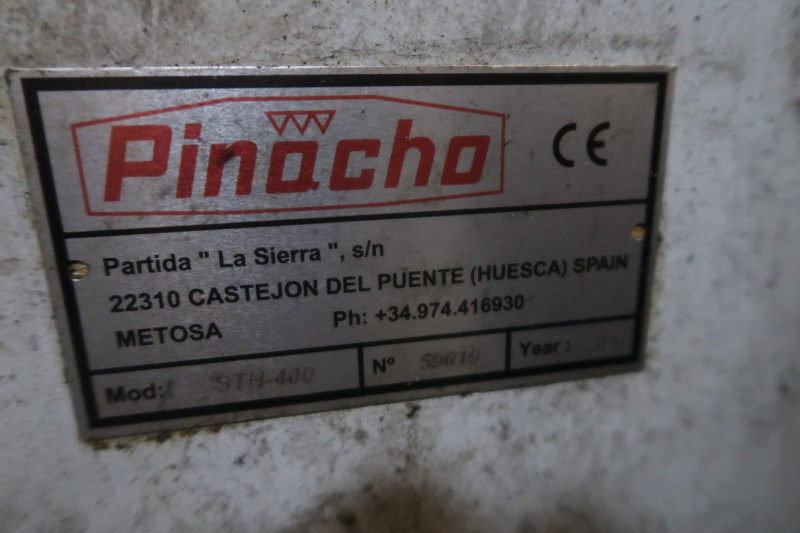 Pinacho
CE
Partida " La Sierra ", s/n
22310 CASTEJON DEL PUENTE (HUESCA) SPAIN
METOSA Ph: +34.974.416930
Mod: STH-400 Nº Year :